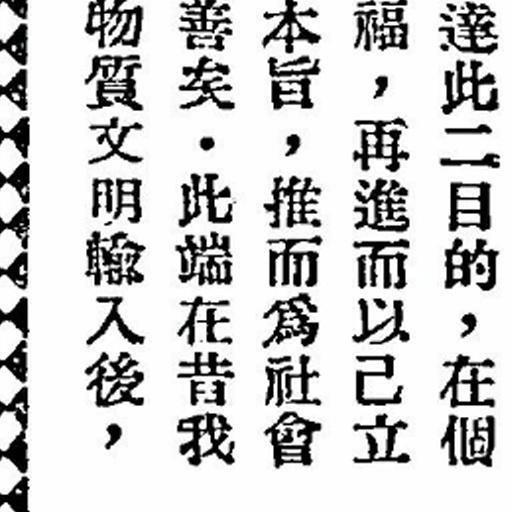 達此二目的，在個
福，再進而以己立
本旨，推而爲社會
善矣．此端在昔我
物質文明輸入後，